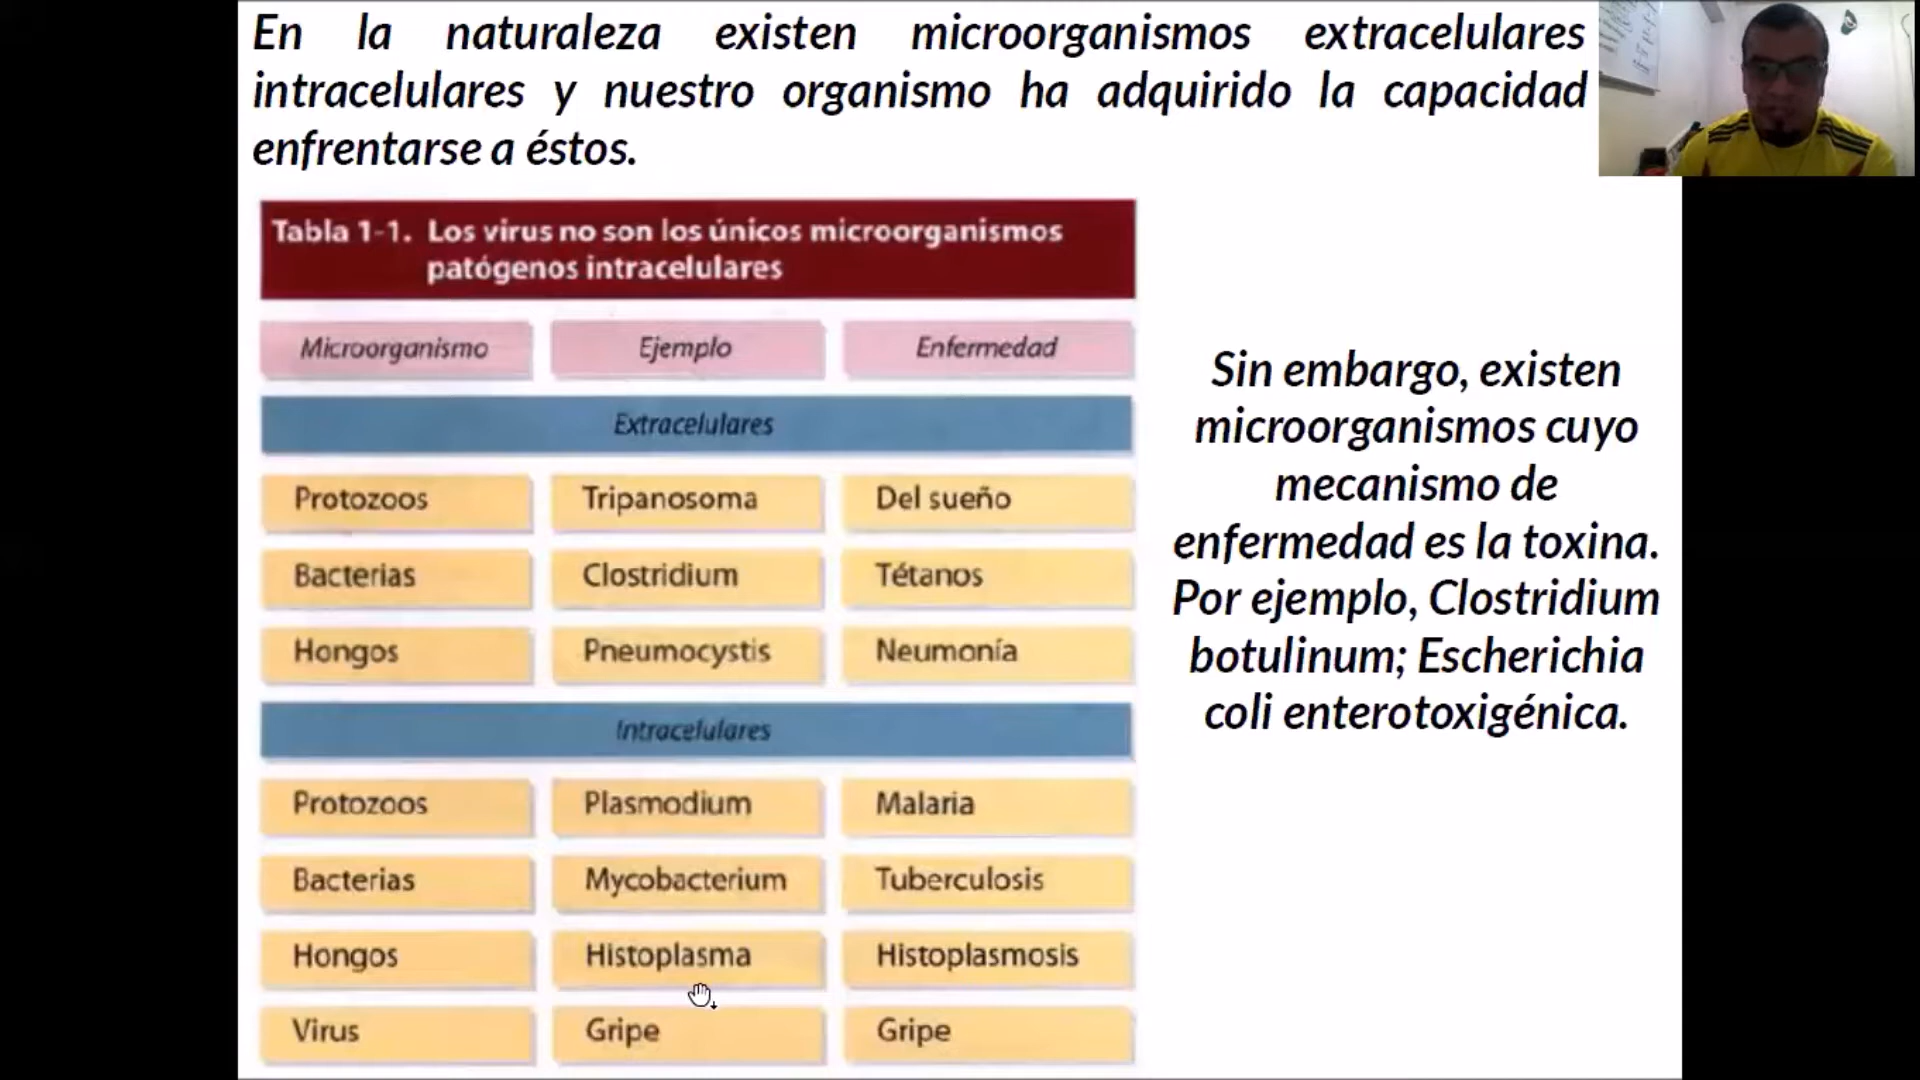 En la naturaleza existen microorganismos extracelulares
intracelulares y nuestro organismo ha adquirido la capacidad
enfrentarse a éstos.
Tabla 1-1. Los virus no son los únicos microorganismos
patógenos intracelulares
Microorganismo Ejemplo Enfermedad
Extracelulares
Protozoos Tripanosoma Del sueño
Bacterias Clostridium Tétanos
Hongos Pneumocystis Neumonía
Intracelulares
Protozoos Plasmodium Malaria
Bacterias Mycobacterium Tuberculosis
Hongos Histoplasma Histoplasmosis
Virus Gripe Gripe
Sin embargo, existen
microorganismos cuyo
mecanismo de
enfermedad es la toxina.
Por ejemplo, Clostridium
botulinum; Escherichia
coli enterotoxigénica.